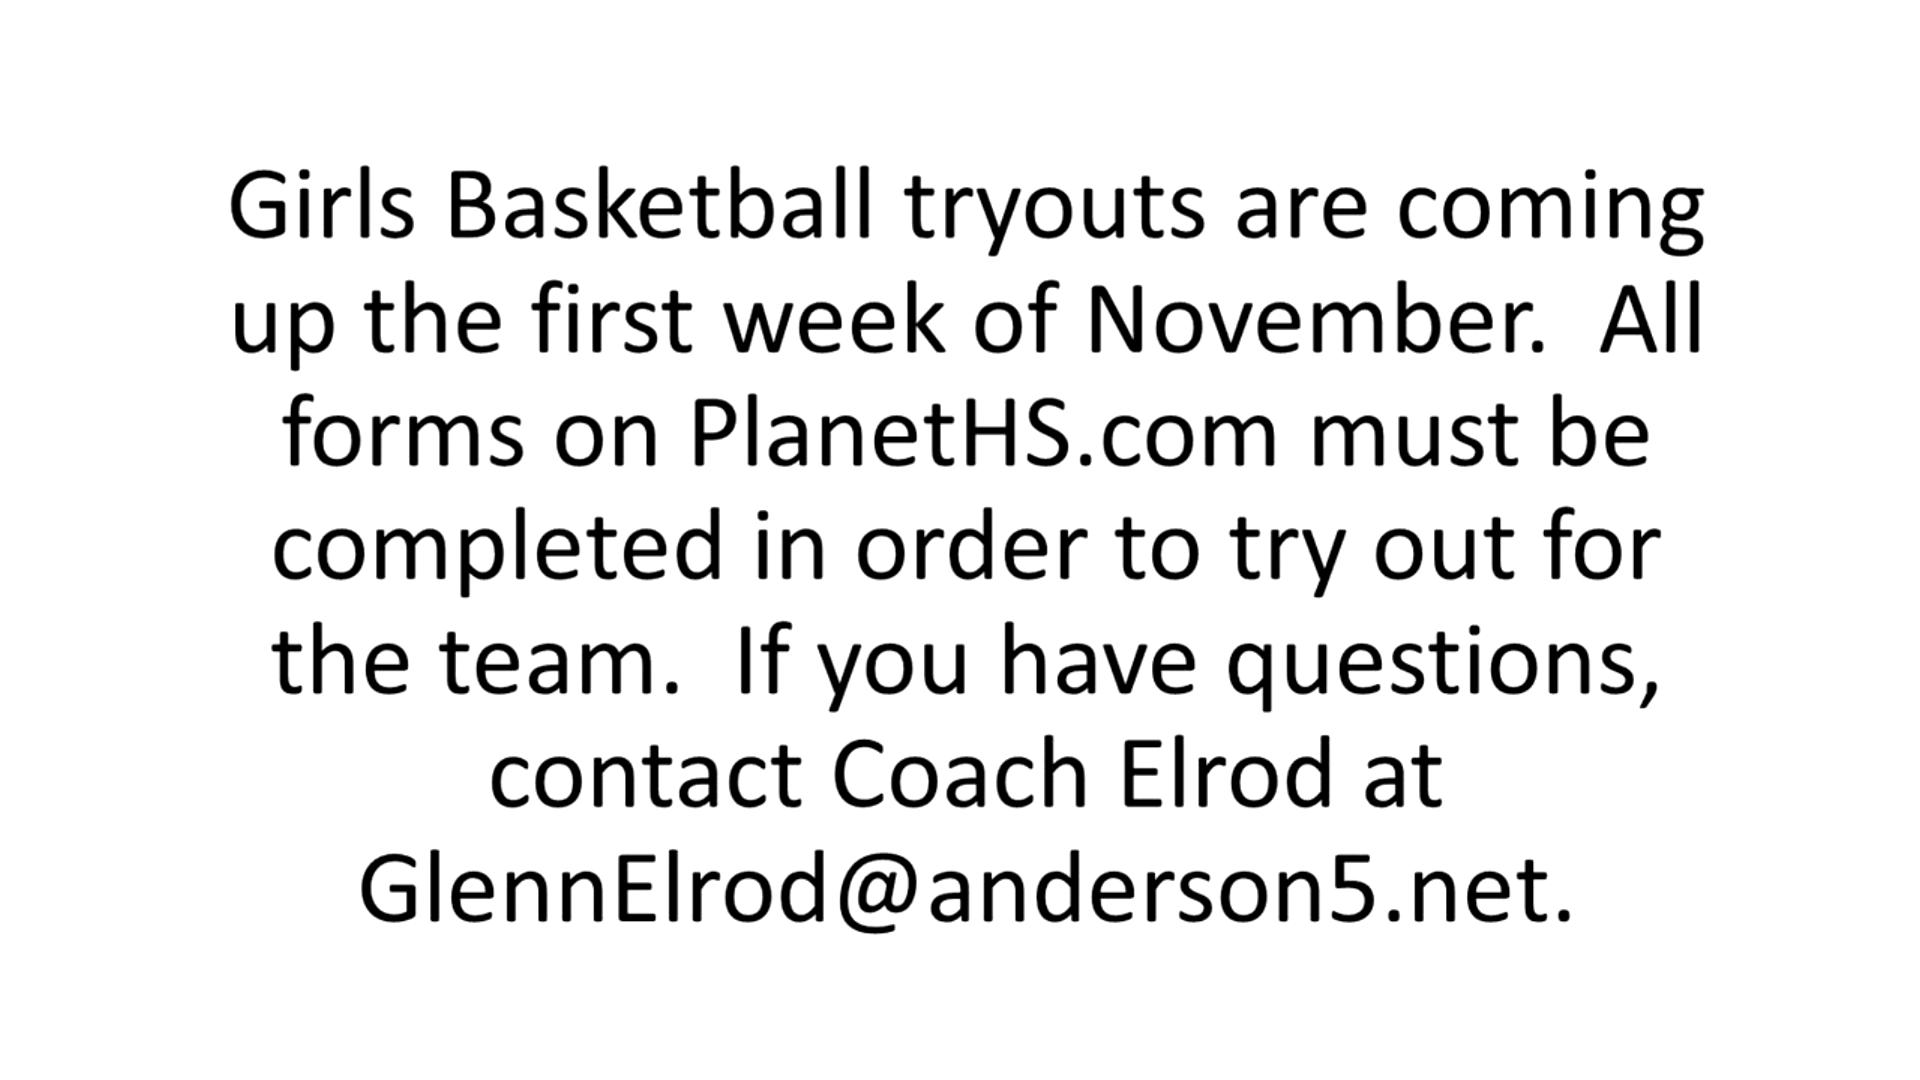 Girls Basketball tryouts are coming
up the first week of November.  All
forms on PlanetHS.com must be
completed in order to try out for
the team.  If you have questions,
contact Coach Elrod at
GlennElrod@anderson5.net.